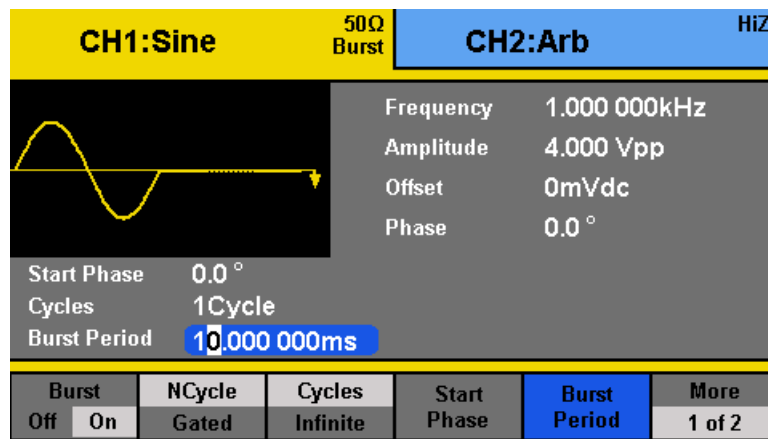 CH1:Sine 50Ω Burst CH2:Arb HiZ
Frequency 1.000 000kHz
Amplitude 4.000 Vpp
Offset 0mVdc
Phase 0.0 °
Start Phase 0.0 °
Cycles 1Cycle
Burst Period 10.000 000ms
Burst NCycle Cycles Start Phase Burst Period More
Off On Gated Infinite 1 of 2